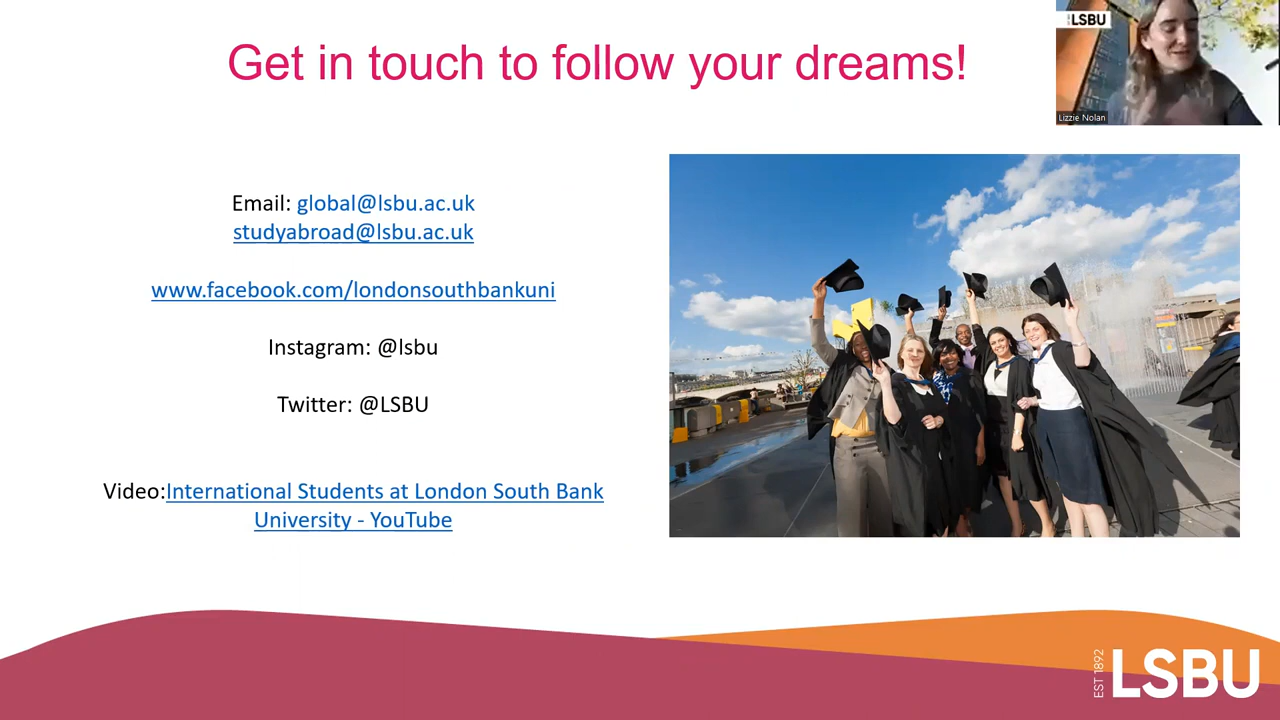 Get in touch to follow your dreams!
LSBU
Lizzie Nolan
Email: global@lsbu.ac.uk
studyabroad@lsbu.ac.uk
www.facebook.com/londonsouthbankuni
Instagram: @lsbu
Twitter: @LSBU
Video:International Students at London South Bank
University - YouTube
EST 1892
LSBU